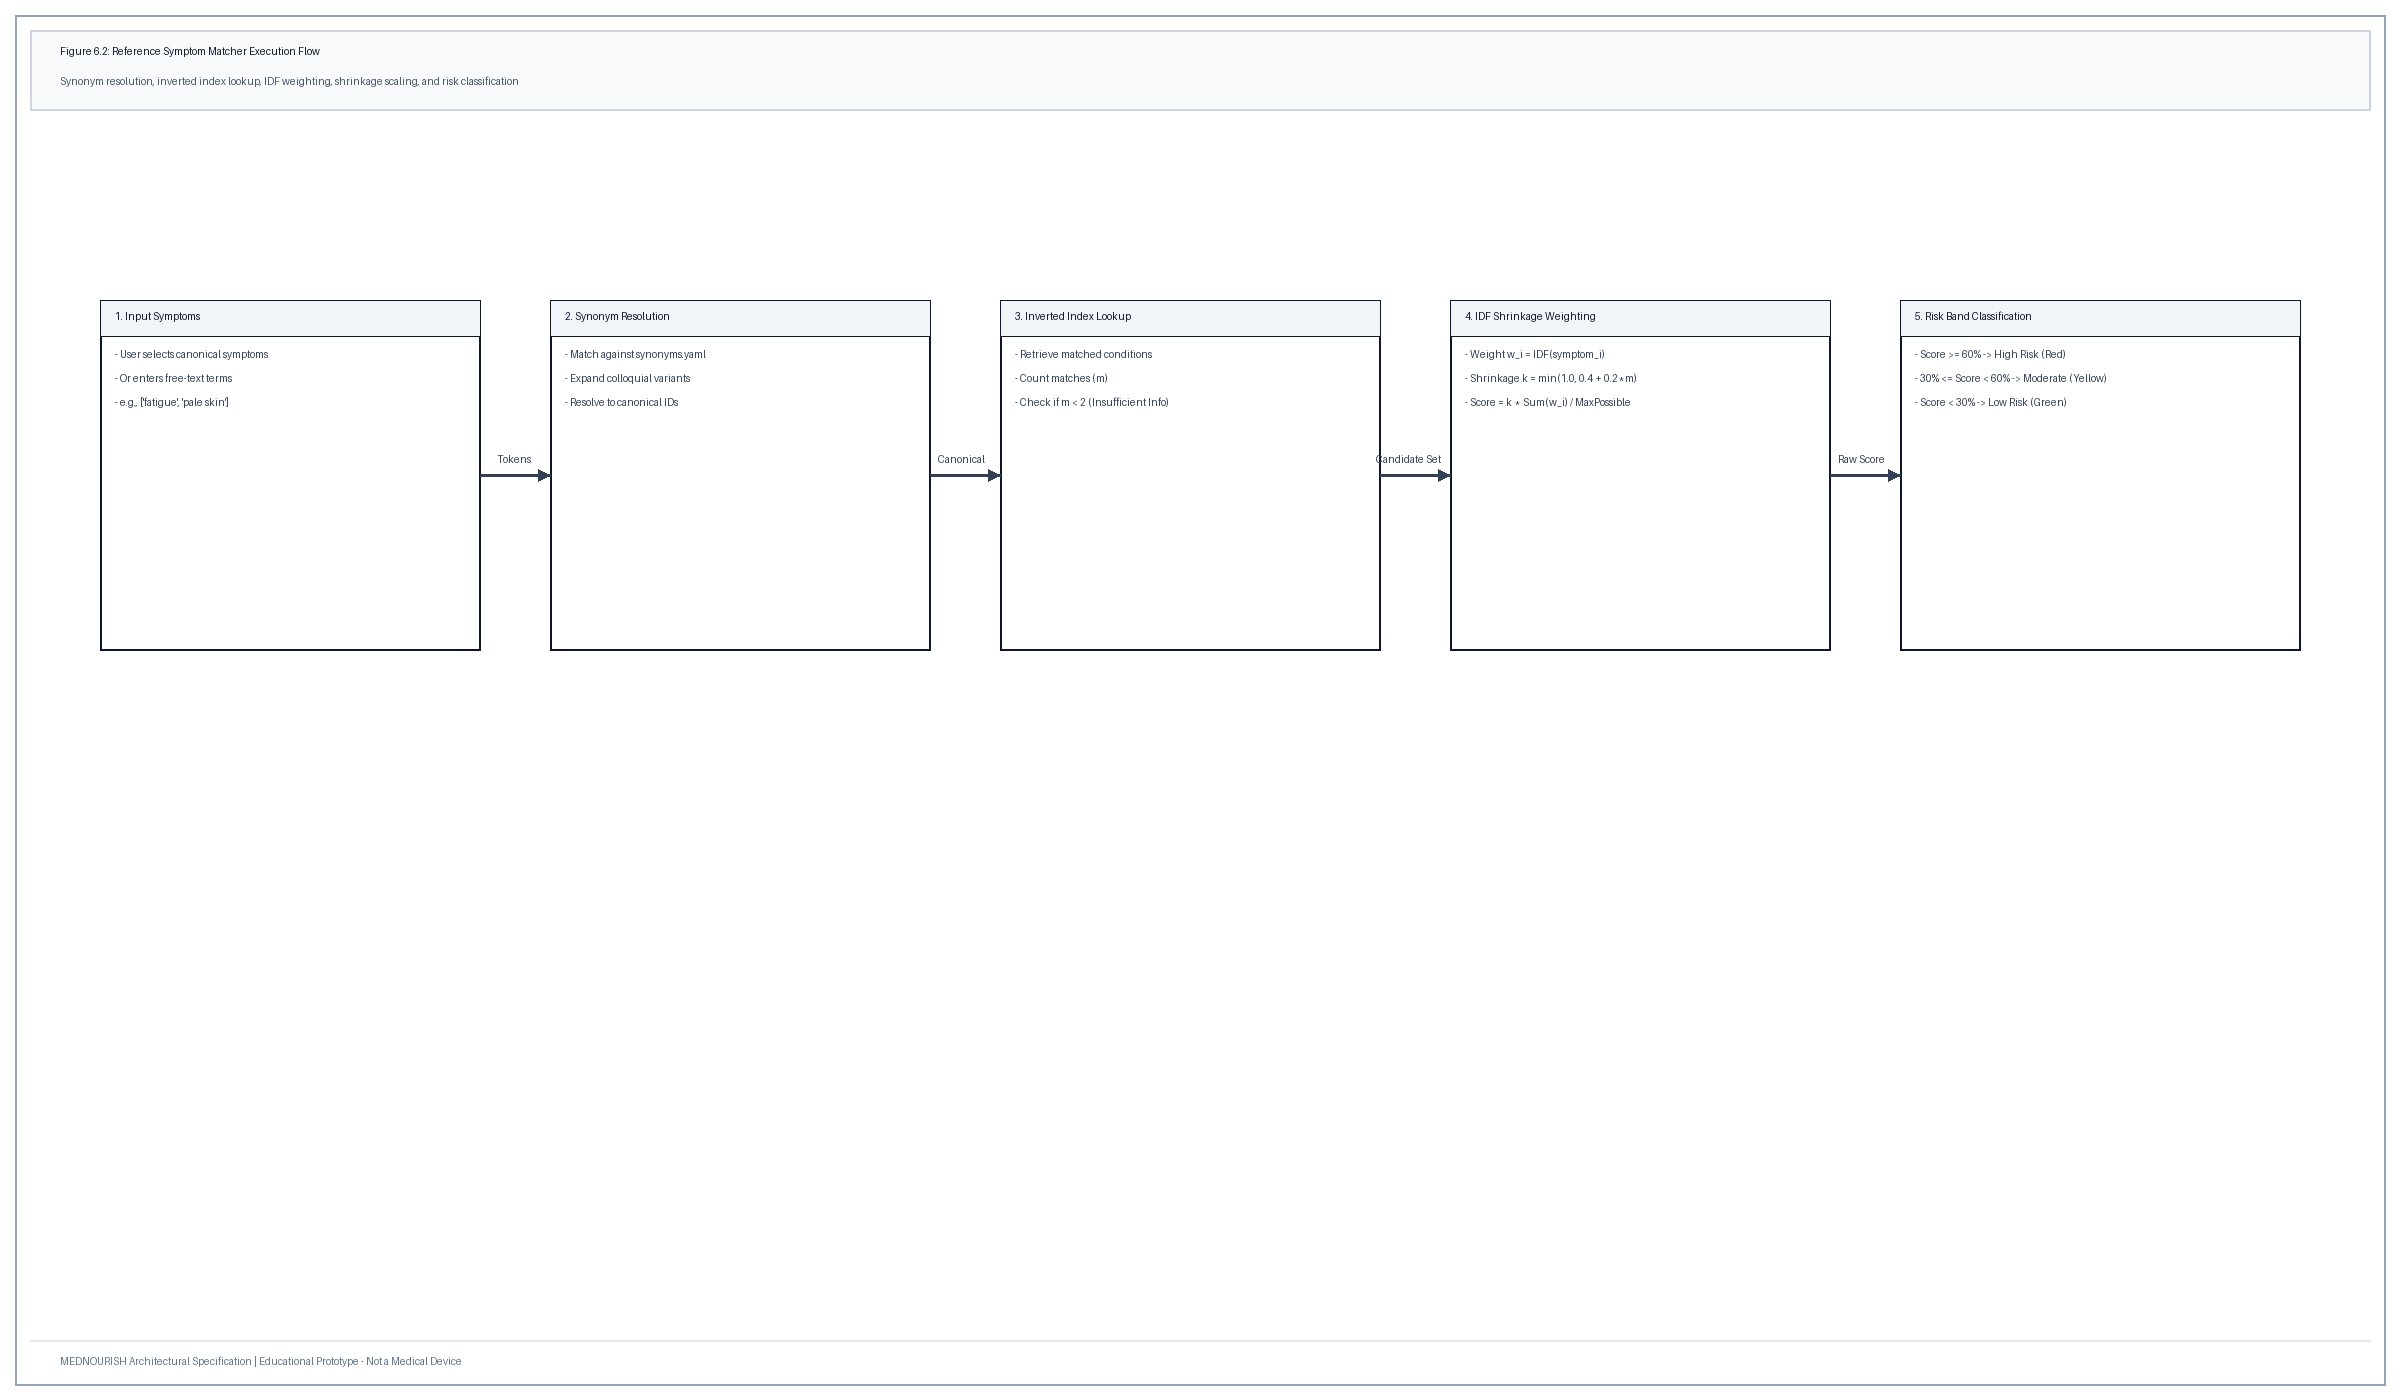 Figure 6.2: Reference Symptom Matcher Execution Flow
Synonym resolution, inverted index lookup, IDF weighting, shrinkage scaling, and risk classification
1. Input Symptoms
- User selects canonical symptoms
- Or enters free-text terms
- e.g., ['fatigue', 'pale skin']
Tokens
2. Synonym Resolution
- Match against synonyms.yaml
- Expand colloquial variants
- Resolve to canonical IDs
Canonical
3. Inverted Index Lookup
- Retrieve matched conditions
- Count matches (m)
- Check if m < 2 (Insufficient Info)
Candidate Set
4. IDF Shrinkage Weighting
- Weight w_i = IDF(symptom_i)
- Shrinkage k = min(1.0, 0.4 + 0.2*m)
- Score = k * Sum(w_i) / MaxPossible
Raw Score
5. Risk Band Classification
- Score >= 60% -> High Risk (Red)
- 30% <= Score < 60% -> Moderate (Yellow)
- Score < 30% -> Low Risk (Green)
MEDNOURISH Architectural Specification | Educational Prototype - Not a Medical Device